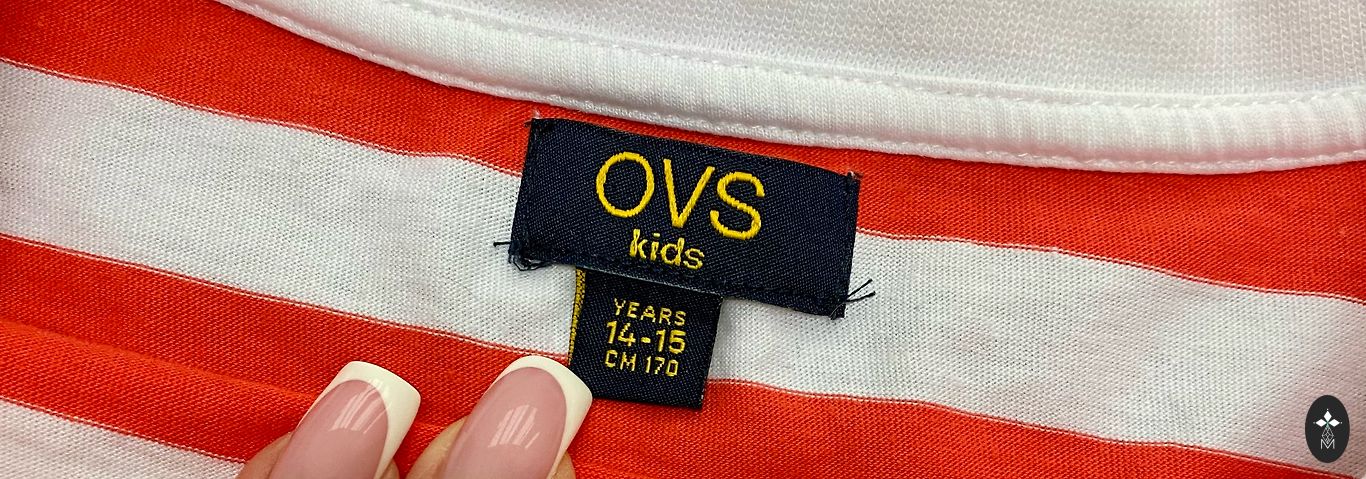 OVS
kids
YEARS
14-15
CM 170
M